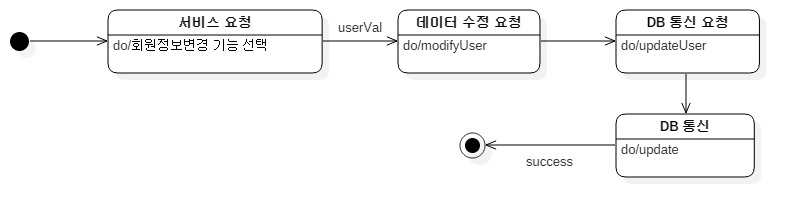 서비스 요청
do/회원정보변경 기능 선택
userVal
데이터 수정 요청
do/modifyUser
DB 통신 요청
do/updateUser
DB 통신
do/update
success